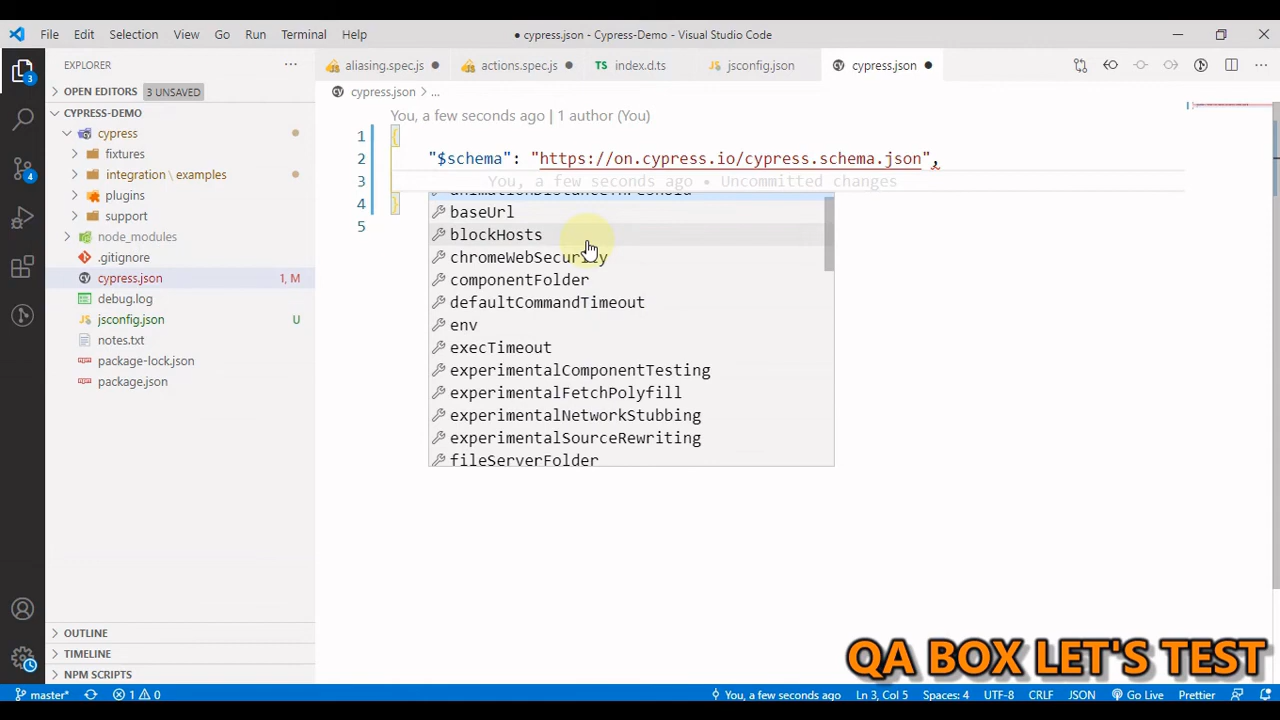 File Edit Selection View Go Run Terminal Help
● cypress.json - Cypress-Demo - Visual Studio Code
EXPLORER
aliasing.spec.js
actions.spec.js
TS index.d.ts
jsconfig.json
cypress.json
OPEN EDITORS 3 UNSAVED
cypress.json > ...
CYPRESS-DEMO
You, a few seconds ago | 1 author (You)
cypress
1 {
fixtures
2 "$schema": "https://on.cypress.io/cypress.schema.json",
integration \ examples
3 You, a few seconds ago • Uncommitted changes
plugins
4 }
support
baseUrl
5
node_modules
blockHosts
.gitignore
chromeWebSecurity
cypress.json 1, M
componentFolder
debug.log
defaultCommandTimeout
jsconfig.json U
env
notes.txt
execTimeout
package-lock.json
experimentalComponentTesting
package.json
experimentalFetchPolyfill
experimentalNetworkStubbing
experimentalSourceRewriting
fileServerFolder
OUTLINE
TIMELINE
NPM SCRIPTS
QA BOX LET'S TEST
master* 1 0 You, a few seconds ago Ln 3, Col 5 Spaces: 4 UTF-8 CRLF JSON Go Live Prettier
3
4